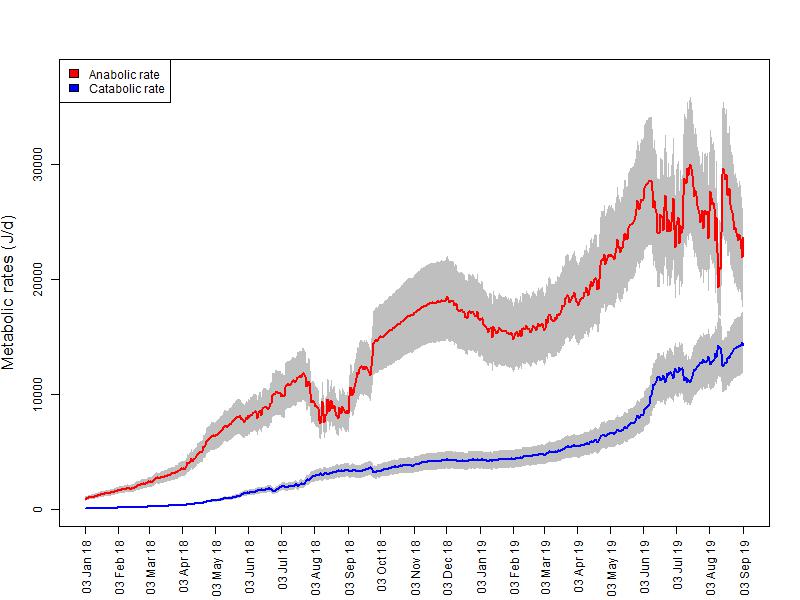 Anabolic rate
Catabolic rate
Metabolic rates (J/d)
30000
20000
10000
0
03 Jan 18
03 Feb 18
03 Mar 18
03 Apr 18
03 May 18
03 Jun 18
03 Jul 18
03 Aug 18
03 Sep 18
03 Oct 18
03 Nov 18
03 Dec 18
03 Jan 19
03 Feb 19
03 Mar 19
03 Apr 19
03 May 19
03 Jun 19
03 Jul 19
03 Aug 19
03 Sep 19